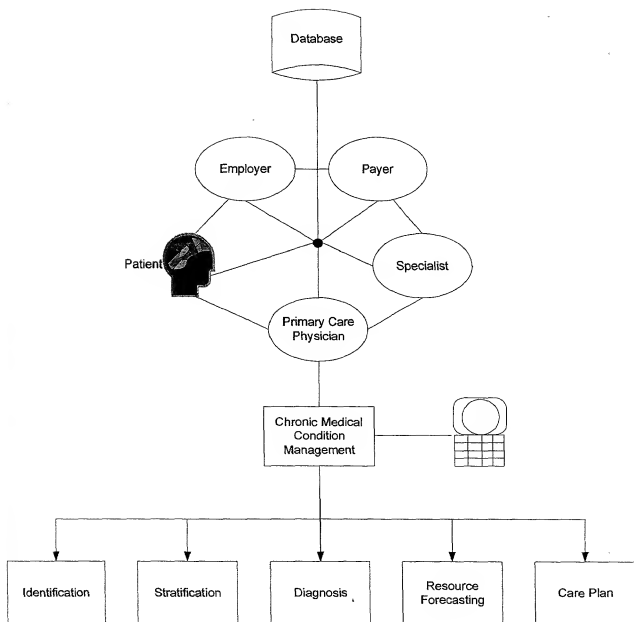 Database
Employer
Payer
Patient
Specialist
Primary Care
Physician
Chronic Medical
Condition
Management
Identification
Stratification
Diagnosis
Resource
Forecasting
Care Plan